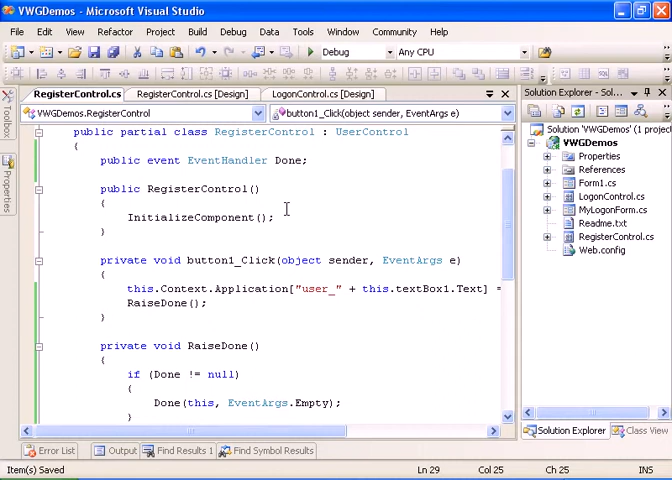 VWGDemos - Microsoft Visual Studio
File Edit View Refactor Project Build Debug Data Tools Window Community Help
Debug Any CPU
RegisterControl.cs RegisterControl.cs [Design] LogonControl.cs [Design]
VWGDemos.RegisterControl button1_Click(object sender, EventArgs e)
Toolbox
Properties
public partial class RegisterControl : UserControl
{
public event EventHandler Done;
public RegisterControl()
{
InitializeComponent();
}
private void button1_Click(object sender, EventArgs e)
{
this.Context.Application["user_" + this.textBox1.Text] =
RaiseDone();
}
private void RaiseDone()
{
if (Done != null)
{
Done(this, EventArgs.Empty);
}
Solution Explorer
Solution 'VWGDemos' (1 project
VWGDemos
Properties
References
Form1.cs
LogonControl.cs
MyLogonForm.cs
Readme.txt
RegisterControl.cs
Web.config
Solution Explorer Class View
Error List Output Find Results 1 Find Symbol Results
Item(s) Saved Ln 29 Col 25 Ch 25 INS